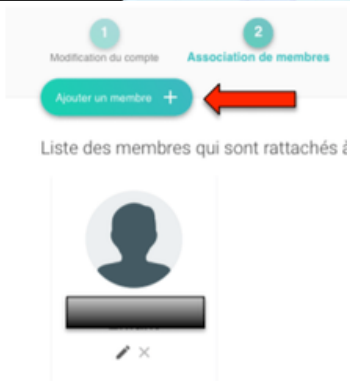 1
2
Modification du compte
Association de membres
Ajouter un membre +
Liste des membres qui sont rattachés à